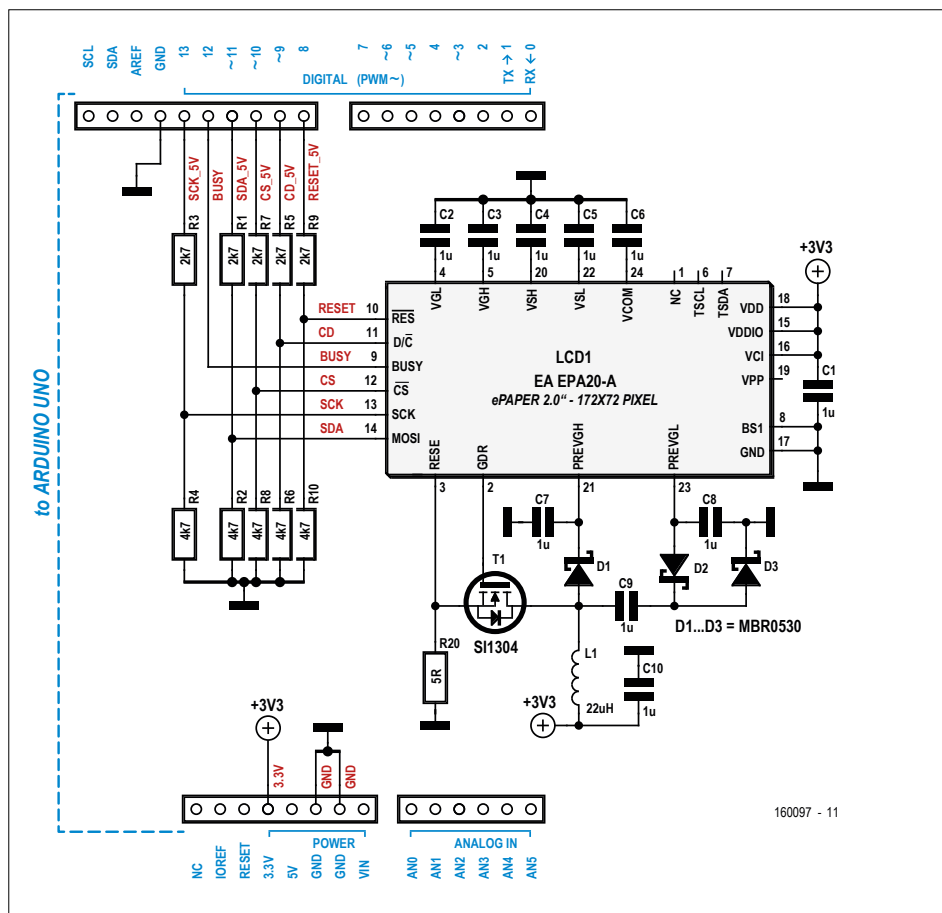 SCL
SDA
AREF
GND
13
12
~11
~10
~9
8
7
~6
~5
4
~3
2
TX → 1
RX ← 0
DIGITAL (PWM ~)
SCK_5V
BUSY
SDA_5V
CS_5V
CD_5V
RESET_5V
R3
R1
R7
R5
R9
2k7
2k7
2k7
2k7
2k7
C2
C3
C4
C5
C6
1u
1u
1u
1u
1u
4
5
20
22
24
1
6
7
VGL
VGH
VSH
VSL
VCOM
NC
TSCL
TSDA
+3V3
RESET 10 RES
CD 11 D/C
BUSY 9 BUSY
CS 12 CS
SCK 13 SCK
SDA 14 MOSI
LCD1
EA EPA20-A
ePAPER 2.0“ - 172X72 PIXEL
VDD 18
VDDIO 15
VCI 16
VPP 19
BS1 8
GND 17
C1
1u
RESE
GDR
PREVGH
PREVGL
3
2
21
23
to ARDUINO UNO
R4
R2
R8
R6
R10
4k7
4k7
4k7
4k7
4k7
C7
1u
C8
1u
T1
D1
D2
D3
C9
1u
SI1304
D1...D3 = MBR0530
R20
5R
L1
22uH
C10
1u
+3V3
+3V3
3.3V
GND
GND
160097 - 11
POWER
ANALOG IN
NC
IOREF
RESET
3.3V
5V
GND
GND
VIN
AN0
AN1
AN2
AN3
AN4
AN5